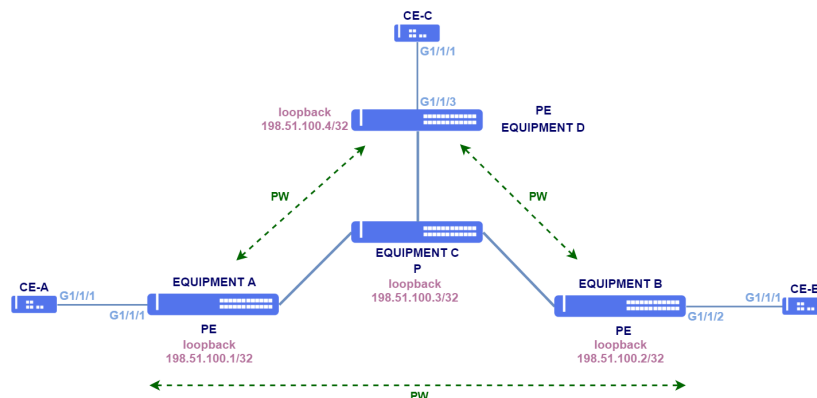 CE-C
G1/1/1
G1/1/3
loopback
198.51.100.4/32
PE
EQUIPMENT D
PW
PW
EQUIPMENT C
P
loopback
198.51.100.3/32
CE-A
G1/1/1
G1/1/1
EQUIPMENT A
PE
loopback
198.51.100.1/32
EQUIPMENT B
PE
loopback
198.51.100.2/32
CE-B
G1/1/1
G1/1/2
PW